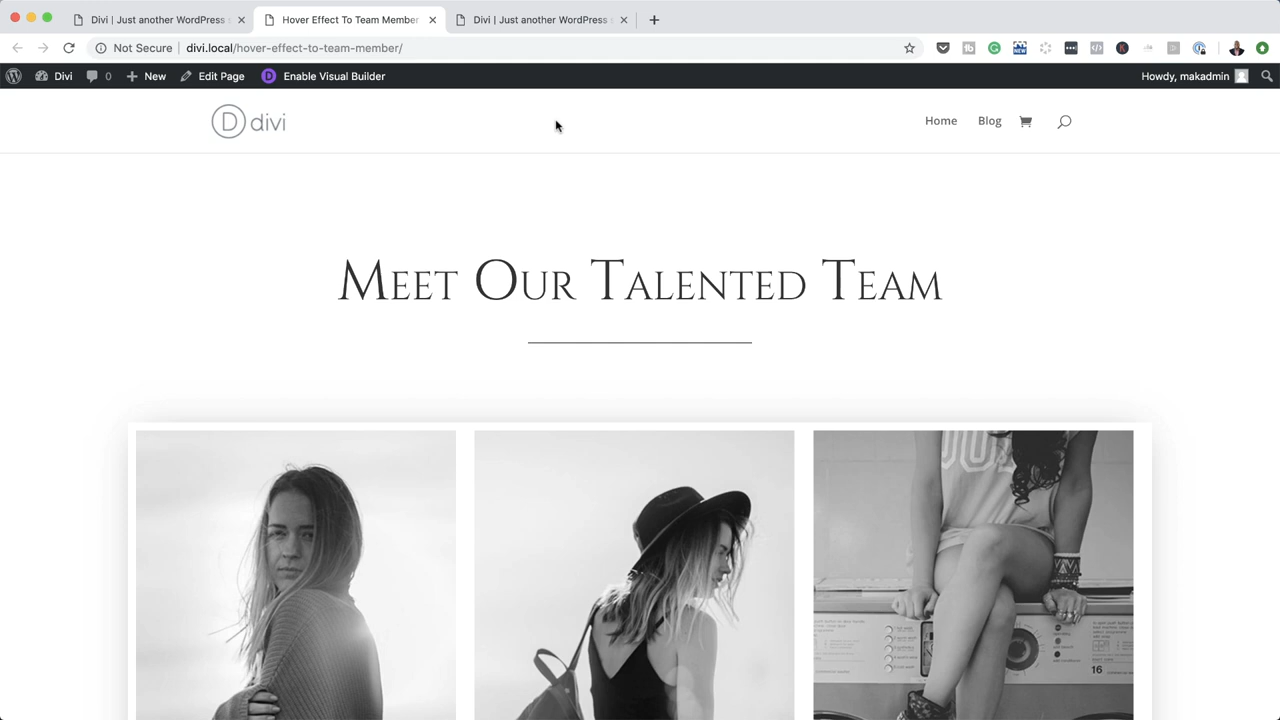 Divi | Just another WordPress
Hover Effect To Team Member
Divi | Just another WordPress
Not Secure
divi.local/hover-effect-to-team-member/
Divi
0
New
Edit Page
Enable Visual Builder
Howdy, makadmin
D divi
Home
Blog
Meet Our Talented Team
16